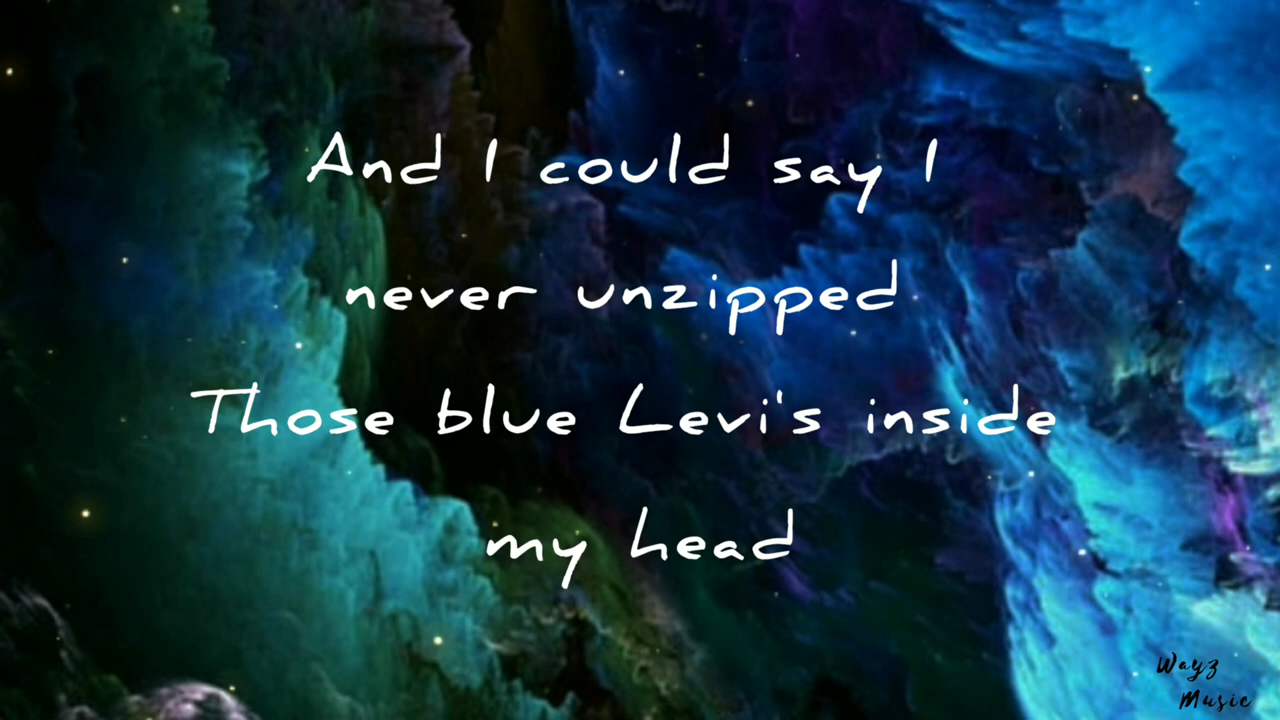 And I could say I
never unzipped
Those blue Levi's inside
my head
Wayz
Music